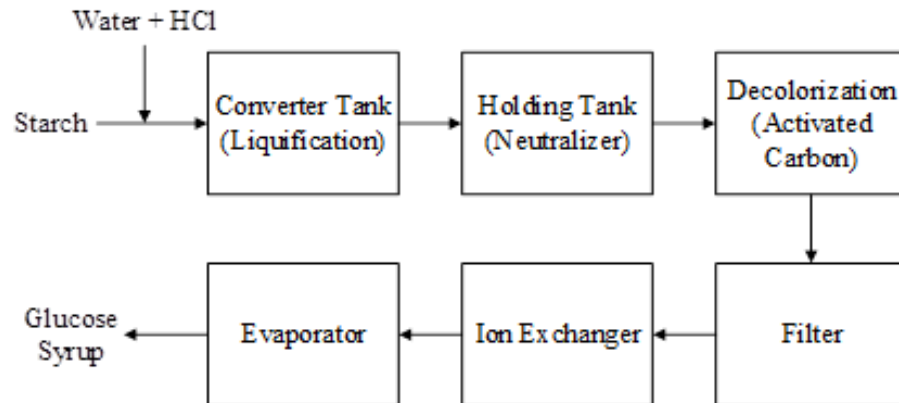 Water + HCl
Starch
Converter Tank
(Liquification)
Holding Tank
(Neutralizer)
Decolorization
(Activated
Carbon)
Glucose
Syrup
Evaporator
Ion Exchanger
Filter